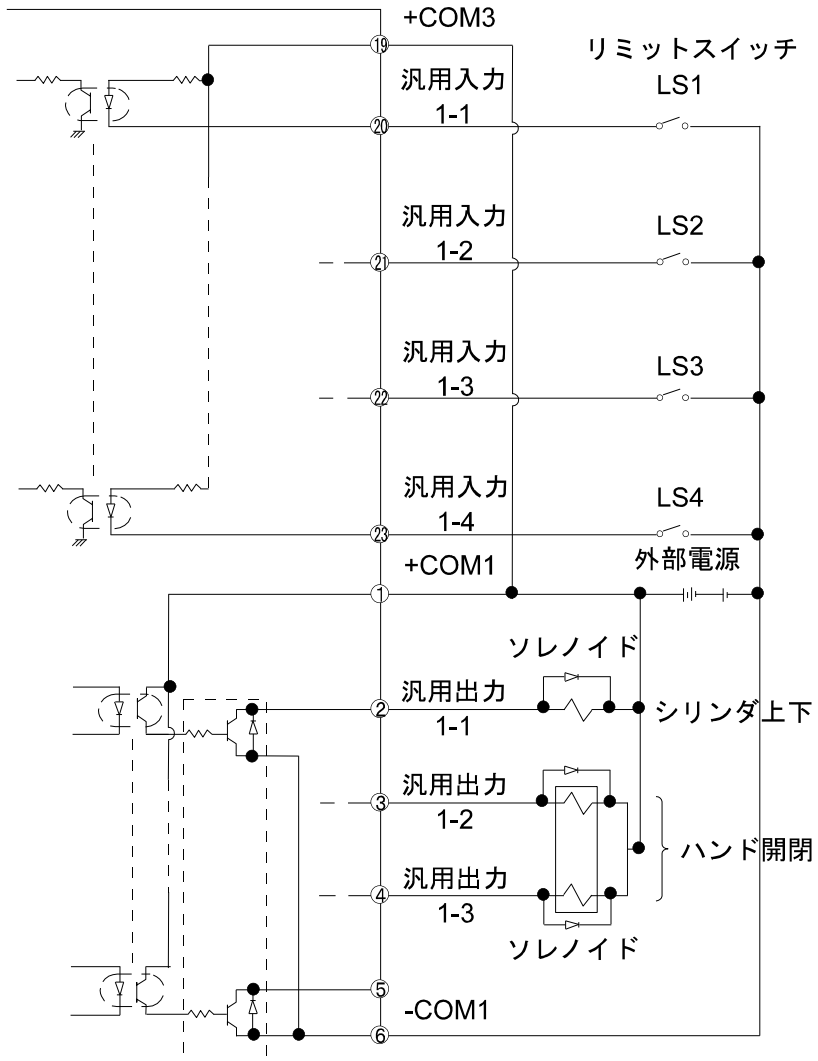 +COM3
⑲
リミットスイッチ
汎用入力
1-1
LS1
⑳
汎用入力
1-2
LS2
㉑
汎用入力
1-3
LS3
㉒
汎用入力
1-4
LS4
㉓
+COM1
外部電源
①
ソレノイド
汎用出力
1-1
②
シリンダ上下
汎用出力
1-2
③
ハンド開閉
汎用出力
1-3
④
ソレノイド
⑤
-COM1
⑥